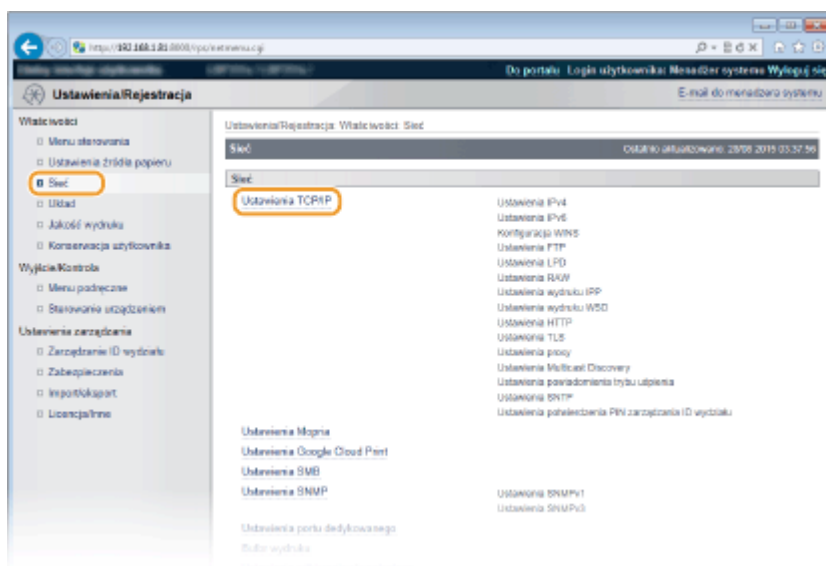 http://192.168.1.81:8000/rps/netmenu.cgi
Do portalu Login użytkownika: Menedżer systemu Wyloguj się
Ustawienia/Rejestracja
E-mail do menedżera systemu
Właściwości
Menu sterowania
Ustawienia źródła papieru
Sieć
Układ
Jakość wydruku
Konserwacja użytkownika
Wyjście/Kontrola
Menu podręczne
Sterowanie urządzeniem
Ustawienia zarządzania
Zarządzanie ID wydziału
Zabezpieczenia
Import/eksport
Licencja/Inne
Ustawienia/Rejestracja: Właściwości: Sieć
Sieć
Ostatnio aktualizowano: 28/08 2015 03:37:56
Sieć
Ustawienia TCP/IP
Ustawienia IPv4
Ustawienia IPv6
Konfiguracja WINS
Ustawienia FTP
Ustawienia LPD
Ustawienia RAW
Ustawienia wydruku IPP
Ustawienia wydruku WSD
Ustawienia HTTP
Ustawienia TLS
Ustawienia proxy
Ustawienia Multicast Discovery
Ustawienia powiadomienia trybu uśpienia
Ustawienia SNTP
Ustawienia potwierdzenia PIN zarządzania ID wydziału
Ustawienia Mopria
Ustawienia Google Cloud Print
Ustawienia SMB
Ustawienia SNMP
Ustawienia SNMPv1
Ustawienia SNMPv3
Ustawienia portu dedykowanego
Bufor wydruku